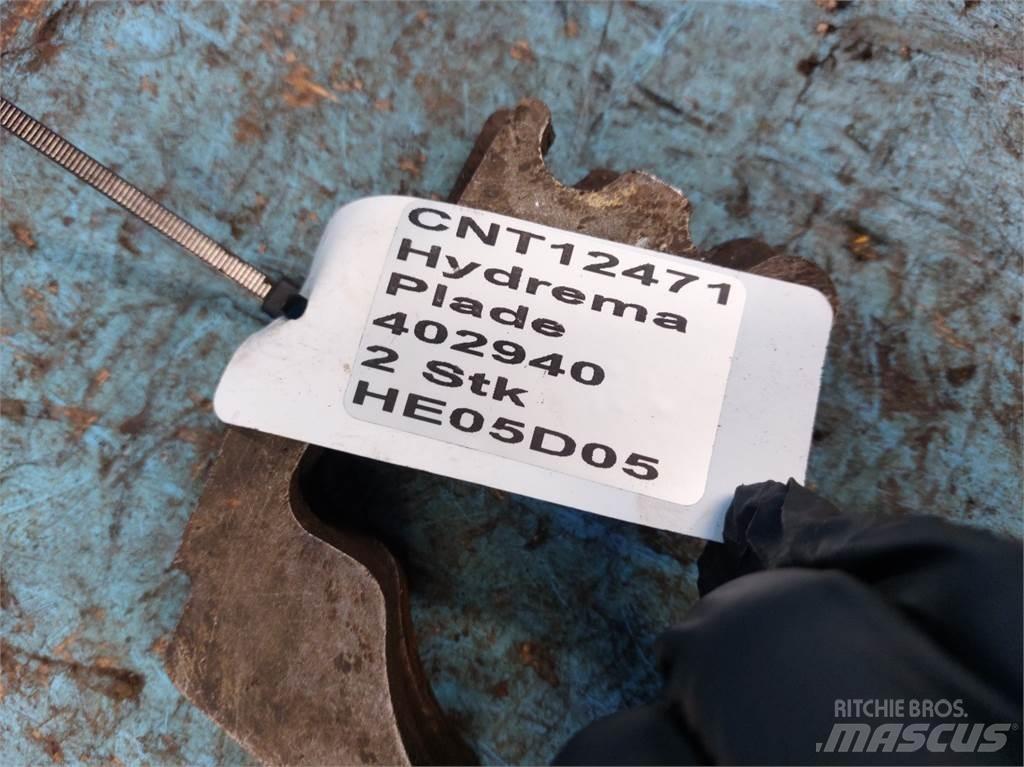 CNT12471
Hydrema
Plade
402940
2 Stk
HE05D05
RITCHIE BROS.
MASCUS